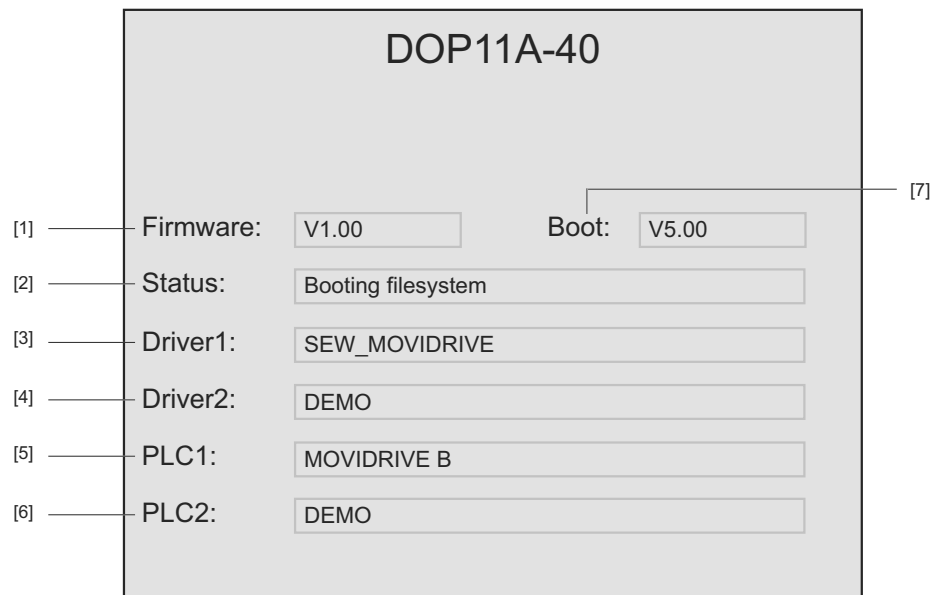 DOP11A-40
[7]
[1] Firmware: V1.00 Boot: V5.00
[2] Status: Booting filesystem
[3] Driver1: SEW_MOVIDRIVE
[4] Driver2: DEMO
[5] PLC1: MOVIDRIVE B
[6] PLC2: DEMO